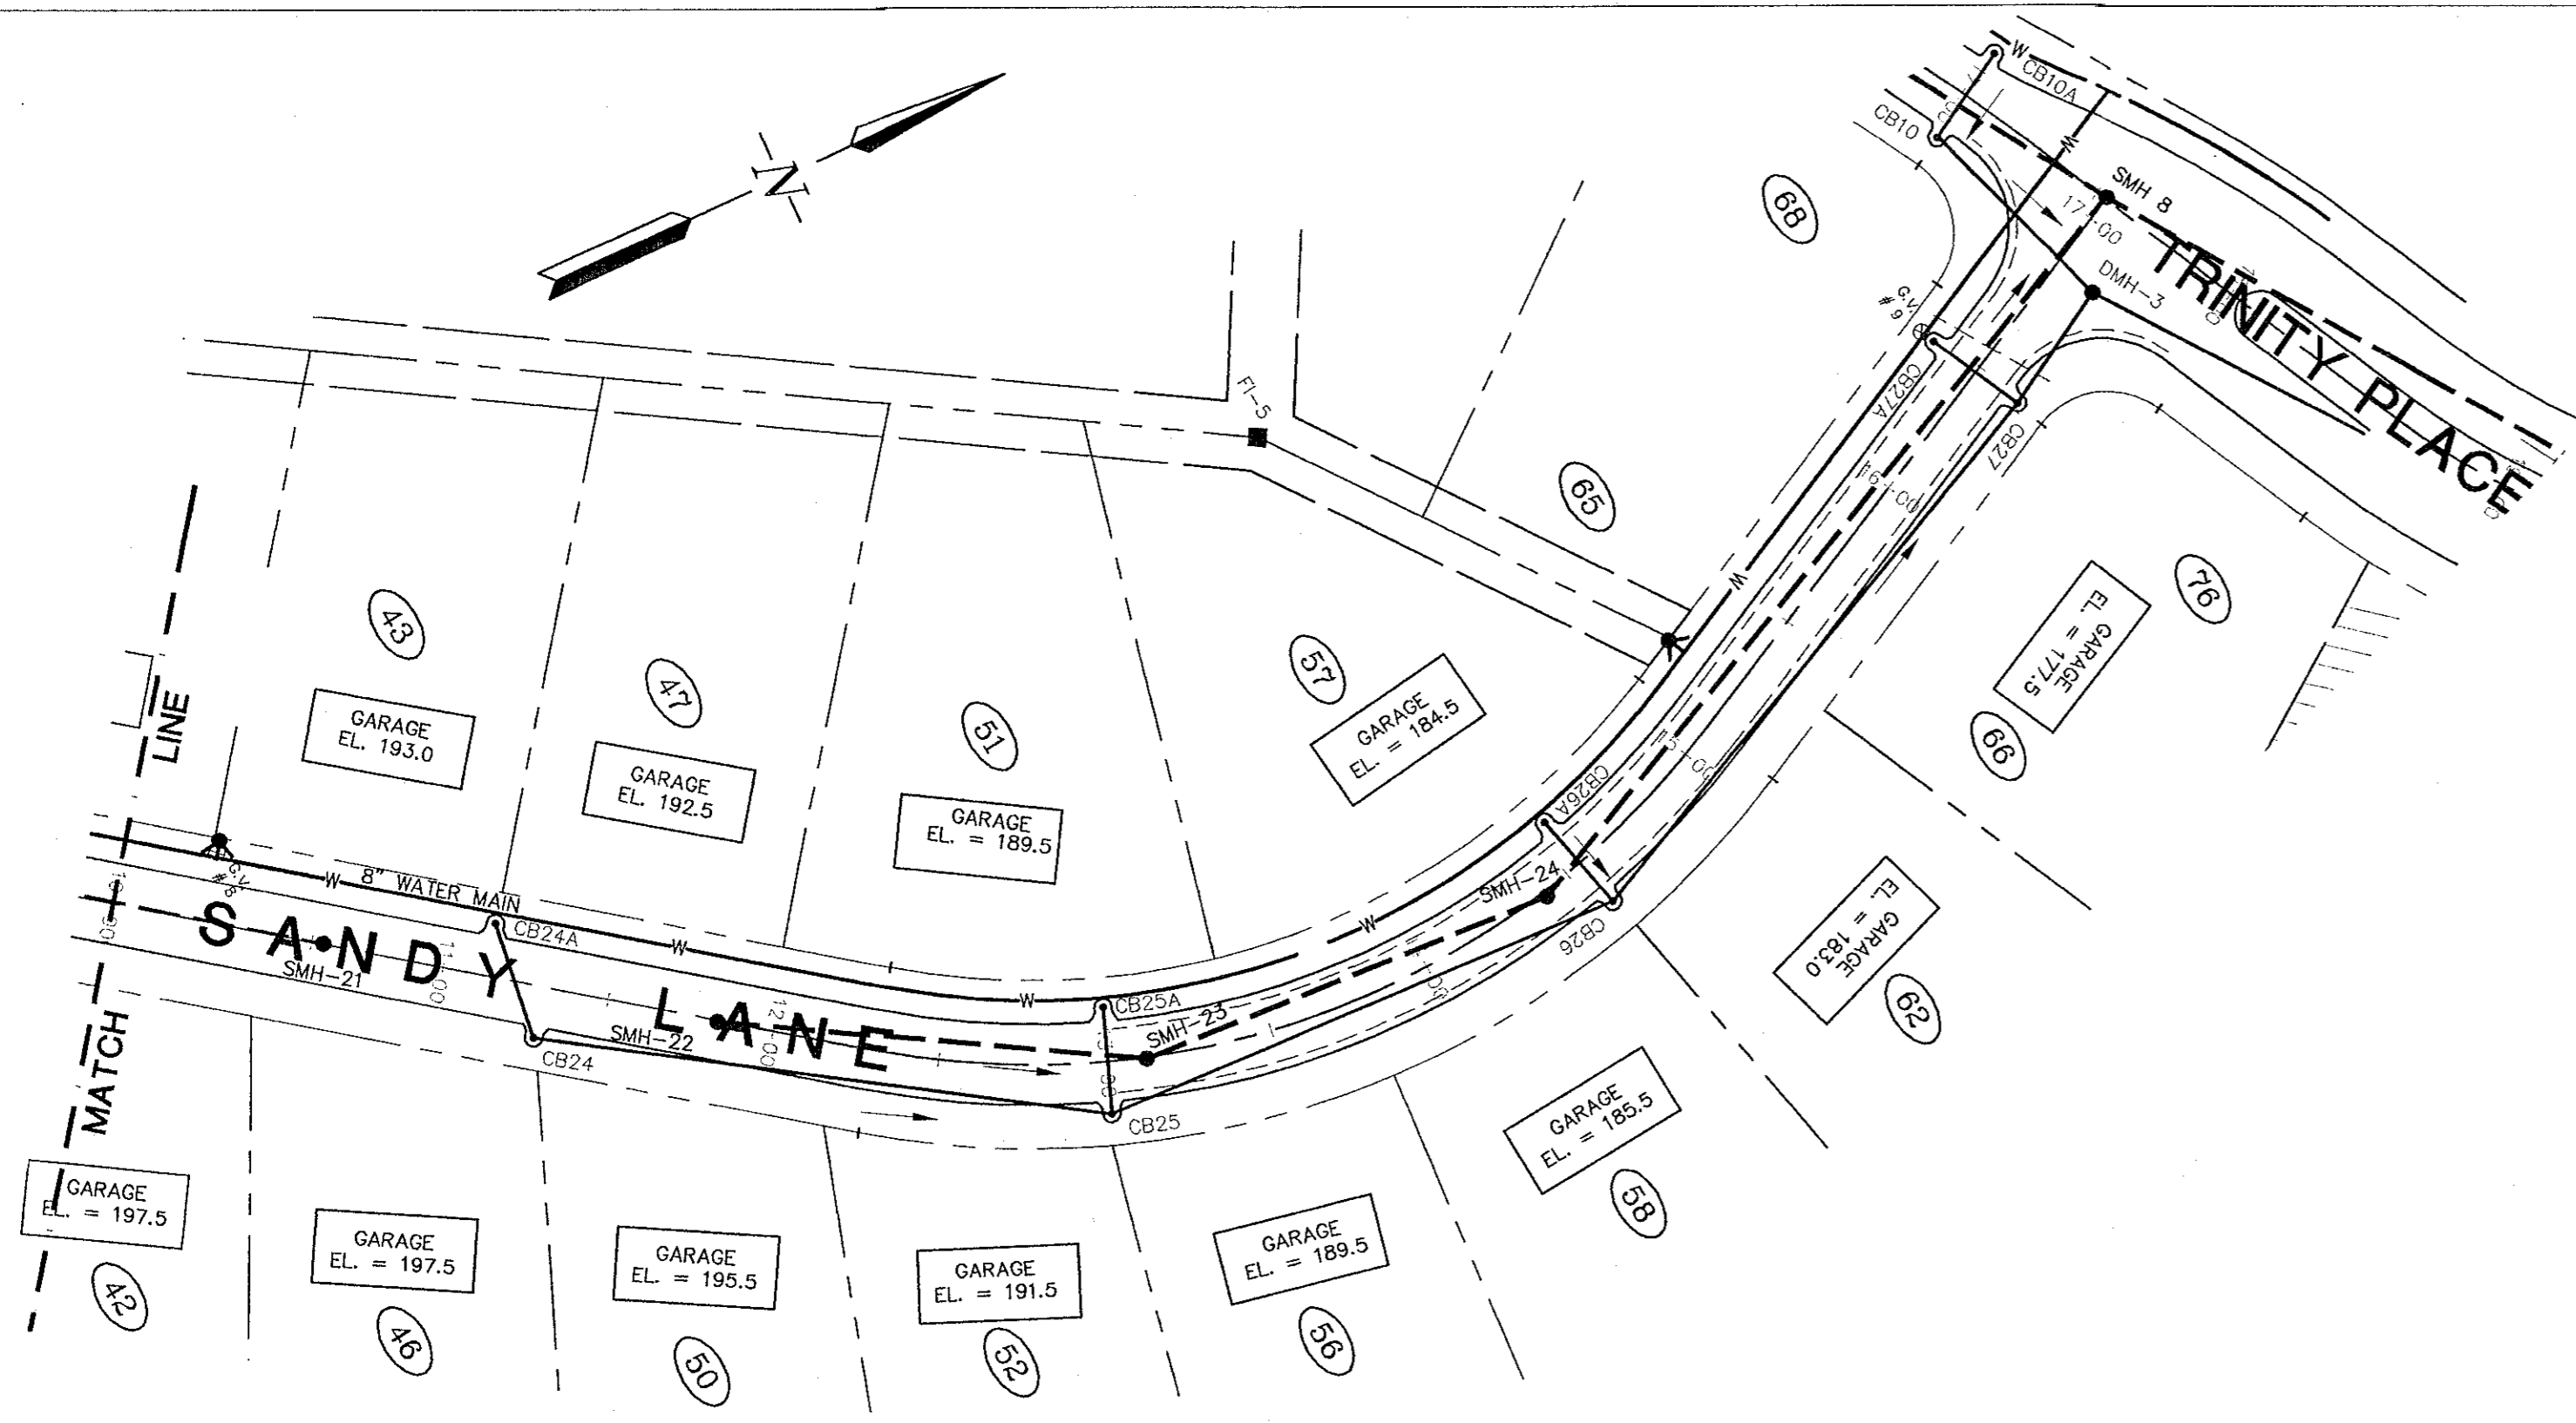 -N-
W
CB10A
CB10
SMH 8
17+00
DMH-3
TRINITY PLACE
68
G.V.
#9
CB27A
CB27
16+00
FI-5
65
W
W
76
GARAGE
EL. = 177.5
66
43
47
51
57
GARAGE
EL. 193.0
GARAGE
EL. 192.5
GARAGE
EL. = 189.5
GARAGE
EL. = 184.5
15+00
CB26A
SMH-24
CB26
GARAGE
EL. = 183.0
62
MATCH LINE
G.V.
#8
W
8" WATER MAIN
CB24A
W
W
W
CB25A
SANDY LANE
SMH-21
11+00
SMH-22
12+00
SMH-23
CB24
CB25
GARAGE
EL. = 197.5
42
GARAGE
EL. = 197.5
46
GARAGE
EL. = 195.5
50
GARAGE
EL. = 191.5
52
GARAGE
EL. = 189.5
56
GARAGE
EL. = 185.5
58